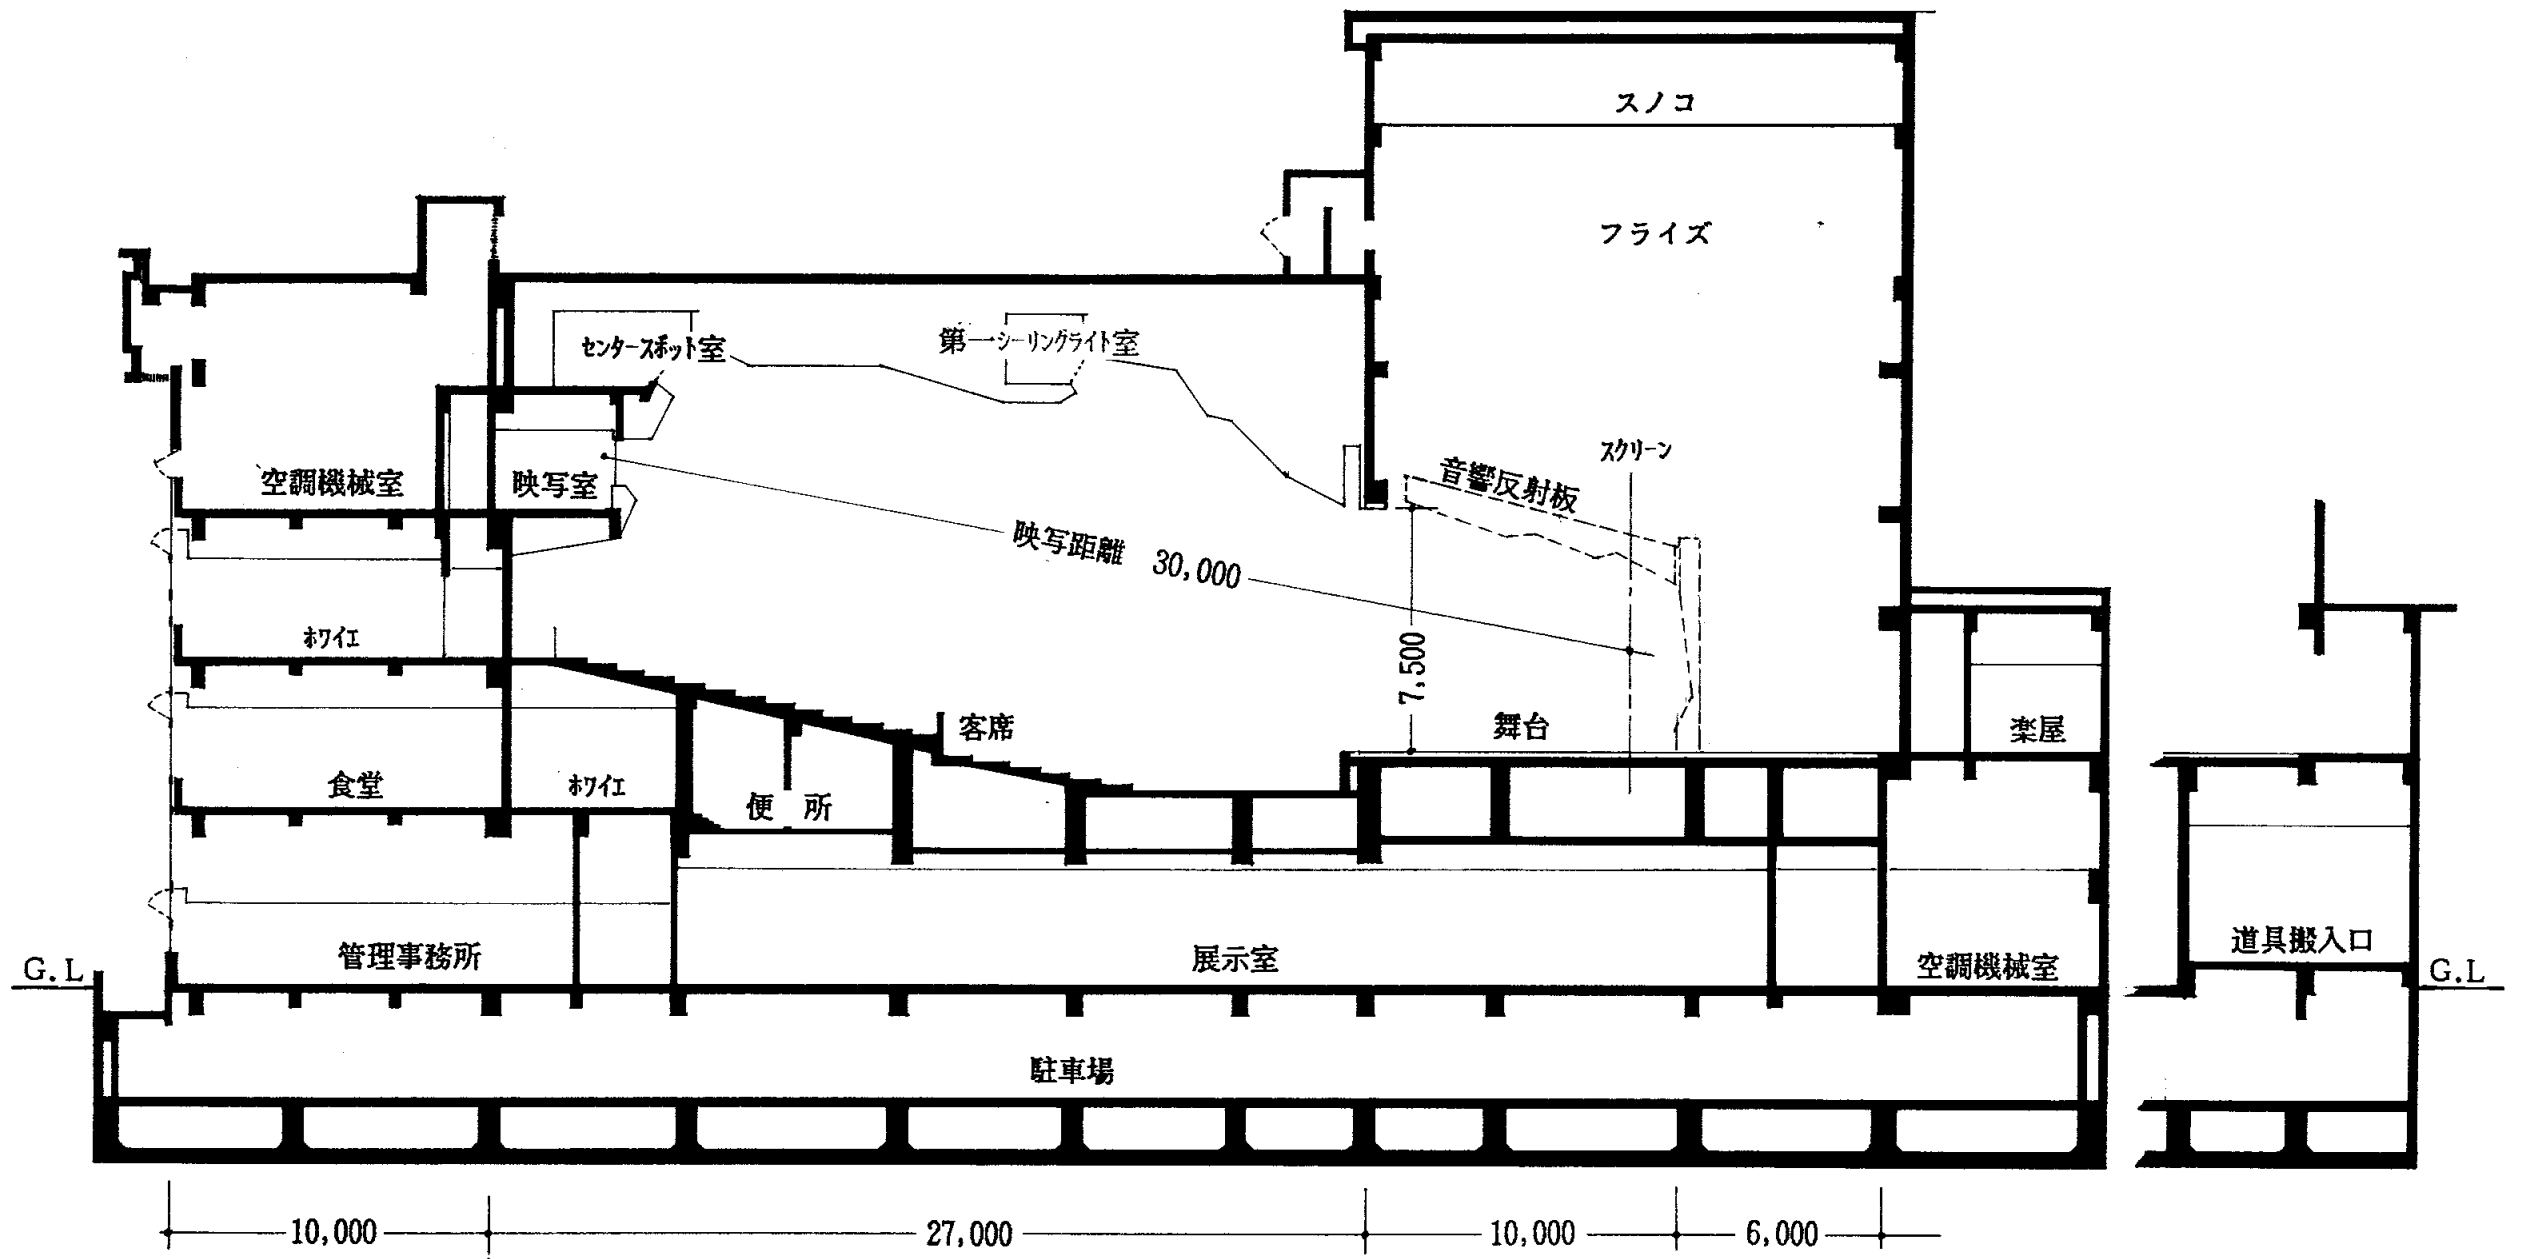 スノコ
フライズ
センタースポット室
第一シーリングライト室
スクリーン
音響反射板
空調機械室
映写室
映写距離 30,000
ホワイエ
7,500
舞台
客席
楽屋
食堂
ホワイエ
便 所
管理事務所
展示室
空調機械室
道具搬入口
G.L
G.L
駐車場
10,000
27,000
10,000
6,000